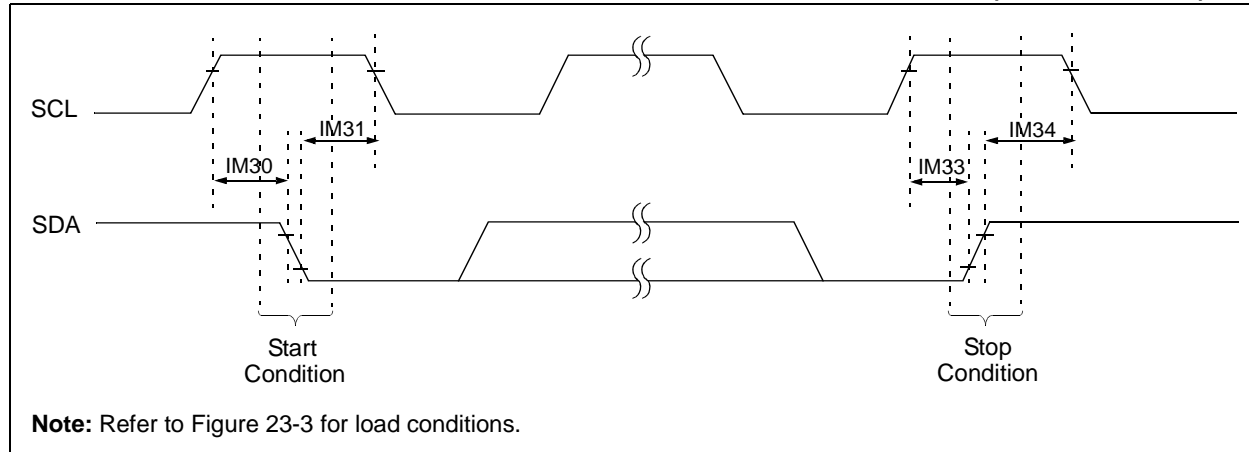 SCL
IM31
IM34
IM30
IM33
SDA
Start
Condition
Stop
Condition
Note: Refer to Figure 23-3 for load conditions.